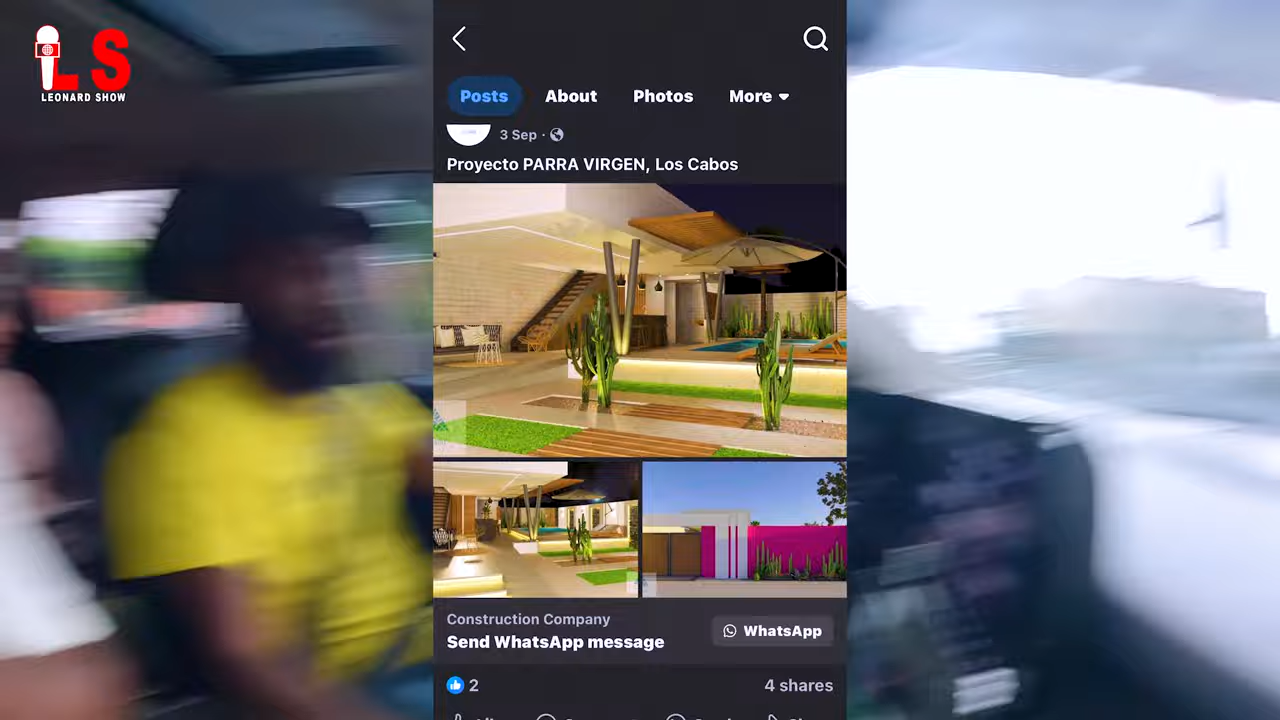 LS
LEONARD SHOW
Posts About Photos More
3 Sep ·
Proyecto PARRA VIRGEN, Los Cabos
Construction Company
Send WhatsApp message
WhatsApp
2
4 shares